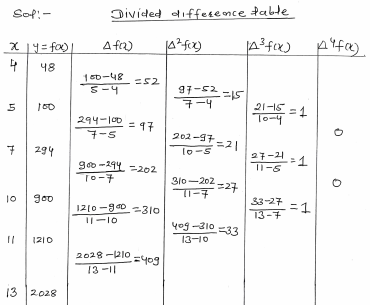 Sol:- Divided difference table
x y=f(x) Δf(x) Δ²f(x) Δ³f(x) Δ⁴f(x)
4 48
(100-48)/(5-4) = 52
(97-52)/(7-4) = 15
5 100 (21-15)/(10-4) = 1
(294-100)/(7-5) = 97
(202-97)/(10-5) = 21 0
7 294 (27-21)/(11-5) = 1
(900-294)/(10-7) = 202
(310-202)/(11-7) = 27 0
10 900 (33-27)/(13-7) = 1
(1210-900)/(11-10) = 310
(409-310)/(13-10) = 33
11 1210
(2028-1210)/(13-11) = 409
13 2028